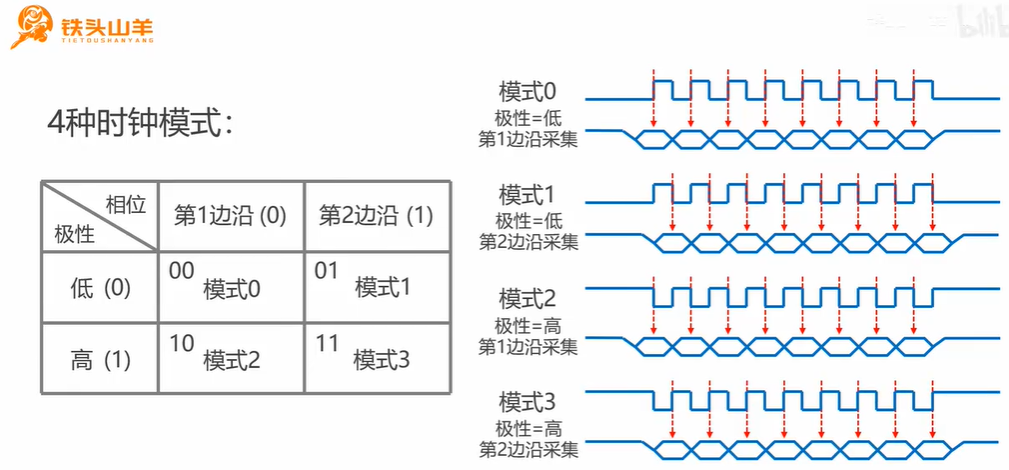 铁头山羊
TIETOUSHANYANG
bilib
4种时钟模式：
相位
极性
第1边沿 (0)
第2边沿 (1)
低 (0)
00
模式0
01
模式1
高 (1)
10
模式2
11
模式3
模式0
极性=低
第1边沿采集
模式1
极性=低
第2边沿采集
模式2
极性=高
第1边沿采集
模式3
极性=高
第2边沿采集